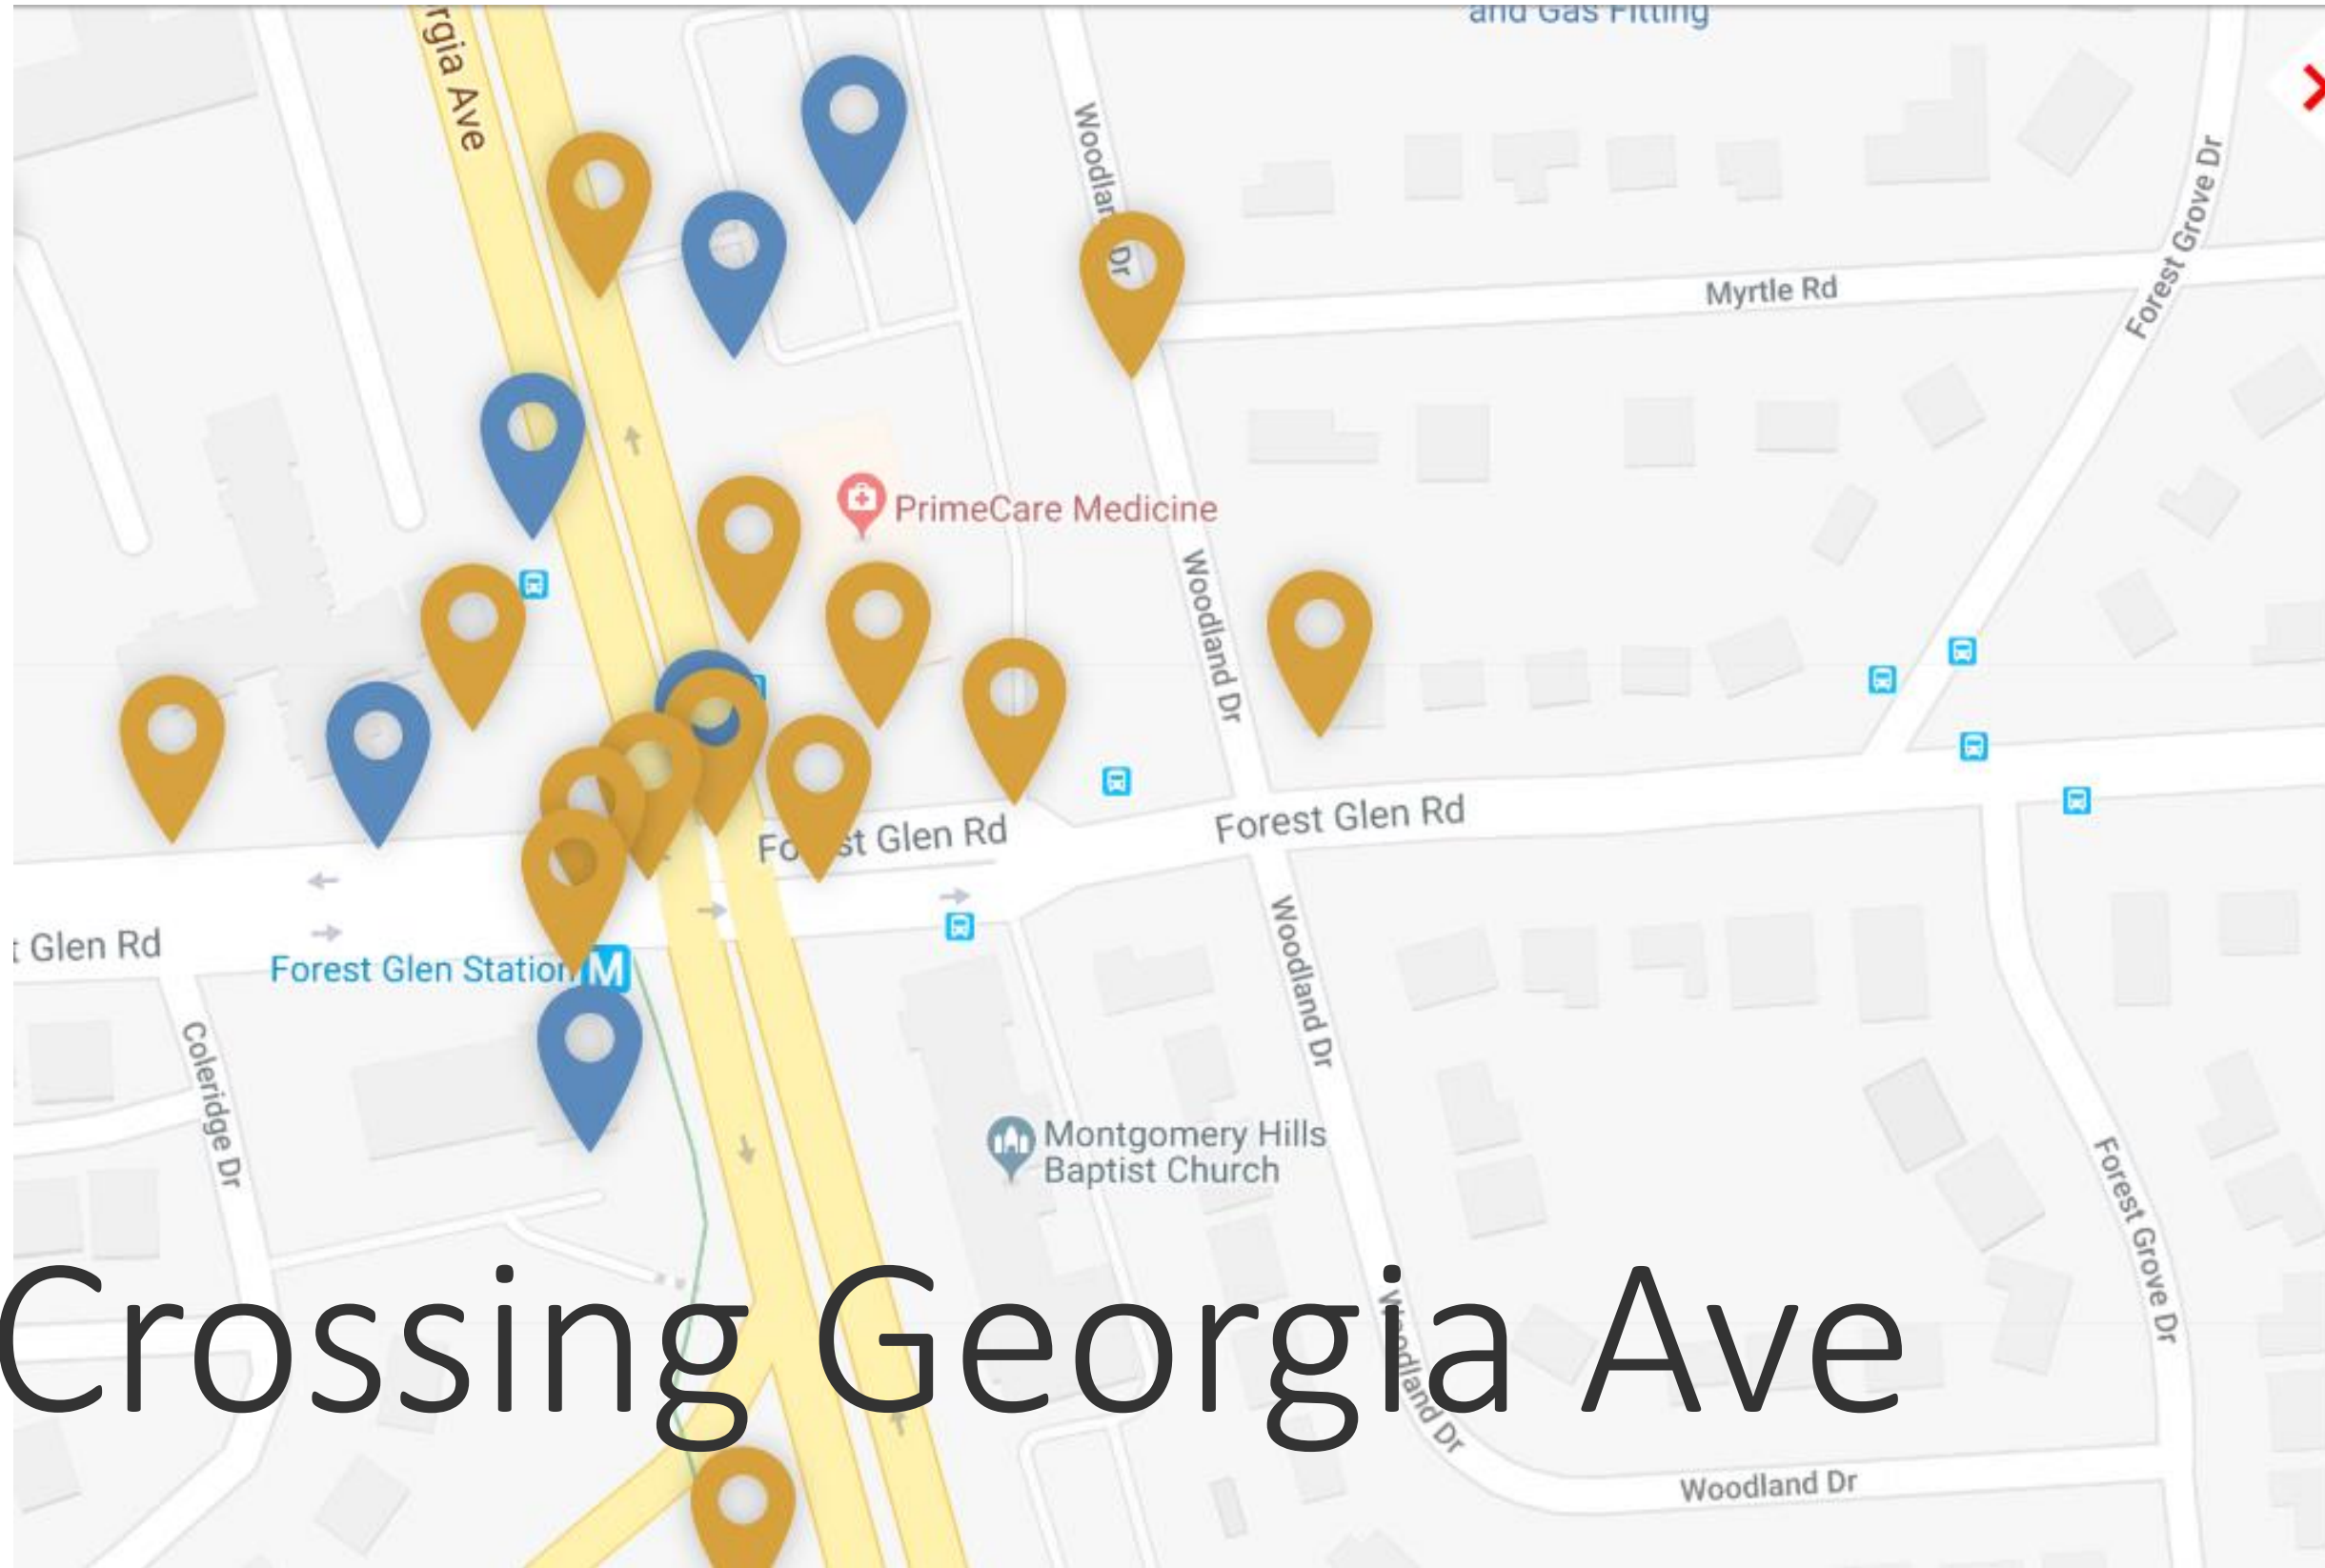 and Gas Fitting
rgia Ave
Woodland Dr
Forest Grove Dr
Myrtle Rd
PrimeCare Medicine
Woodland Dr
Forest Glen Rd
Forest Glen Rd
t Glen Rd
Forest Glen Station M
Woodland Dr
Coleridge Dr
Montgomery Hills
Baptist Church
Forest Grove Dr
Crossing Georgia Ave
Woodland Dr
Woodland Dr